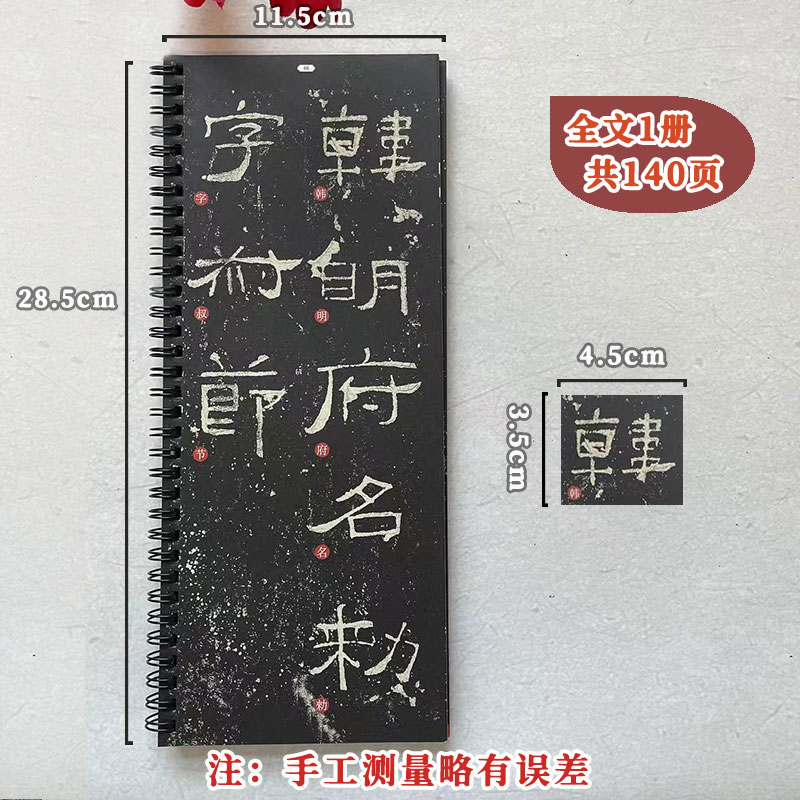 11.5cm
28.5cm
全文1册
共140页
韓
韩
明
明
府
府
名
名
勑
字
字
叔
叔
節
节
4.5cm
3.5cm
韓
韩
注：手工测量略有误差